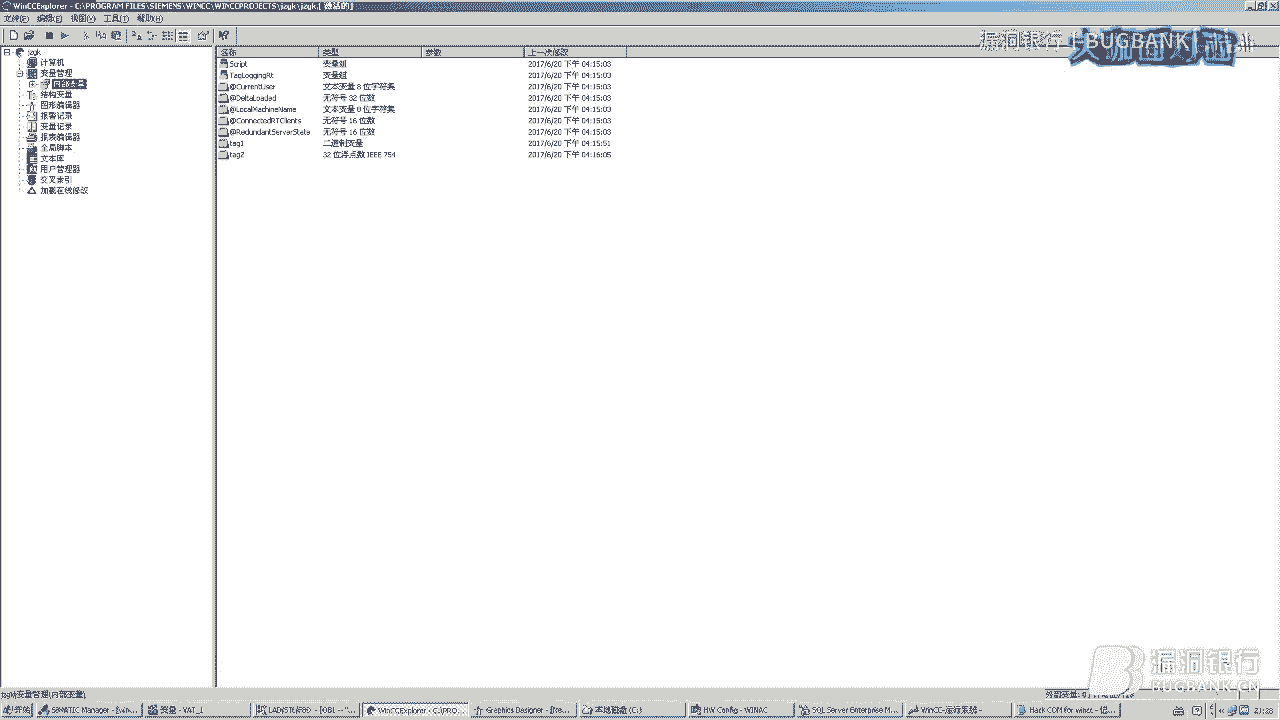 WinCCExplorer - C:\PROGRAM FILES\SIEMENS\WINCC\WINCCPROJECTS\jzgk\jzgk.[ 激活的]
文件(F) 编辑(E) 视图(V) 工具(T) 帮助(H)
漏洞银行 | BUGBANK
jzgk
计算机
变量管理
内部变量
结构变量
图形编辑器
报警记录
变量记录
报表编辑器
全局脚本
文本库
用户管理器
交叉索引
加载在线修改
名称 类型 参数 上一次修改
Script 变量组 2017/6/20 下午 04:15:03
TagLoggingRt 变量组 2017/6/20 下午 04:15:03
@CurrentUser 文本变量 8 位字符集 2017/6/20 下午 04:15:03
@DeltaLoaded 无符号 32 位数 2017/6/20 下午 04:15:03
@LocalMachineName 文本变量 8 位字符集 2017/6/20 下午 04:15:03
@ConnectedRTClients 无符号 16 位数 2017/6/20 下午 04:15:03
@RedundantServerState 无符号 16 位数 2017/6/20 下午 04:15:03
tag1 二进制变量 2017/6/20 下午 04:15:51
tag2 32 位浮点数 IEEE 754 2017/6/20 下午 04:16:05
漏洞银行
BUGBANK.CN
jzgk\变量管理\内部变量\
外部变量:
开始 SIMATIC Manager - [win... 变量 - VAT_1 LAD/STL/FBD - [OB1 -- "... WinCCExplorer - C:\PRO... Graphics Designer - [fre... 本地磁盘 (C:) HW Config - WINAC SQL Server Enterprise M... WinCC-运行系统 - Hack COM for wincc - 记... 21:28